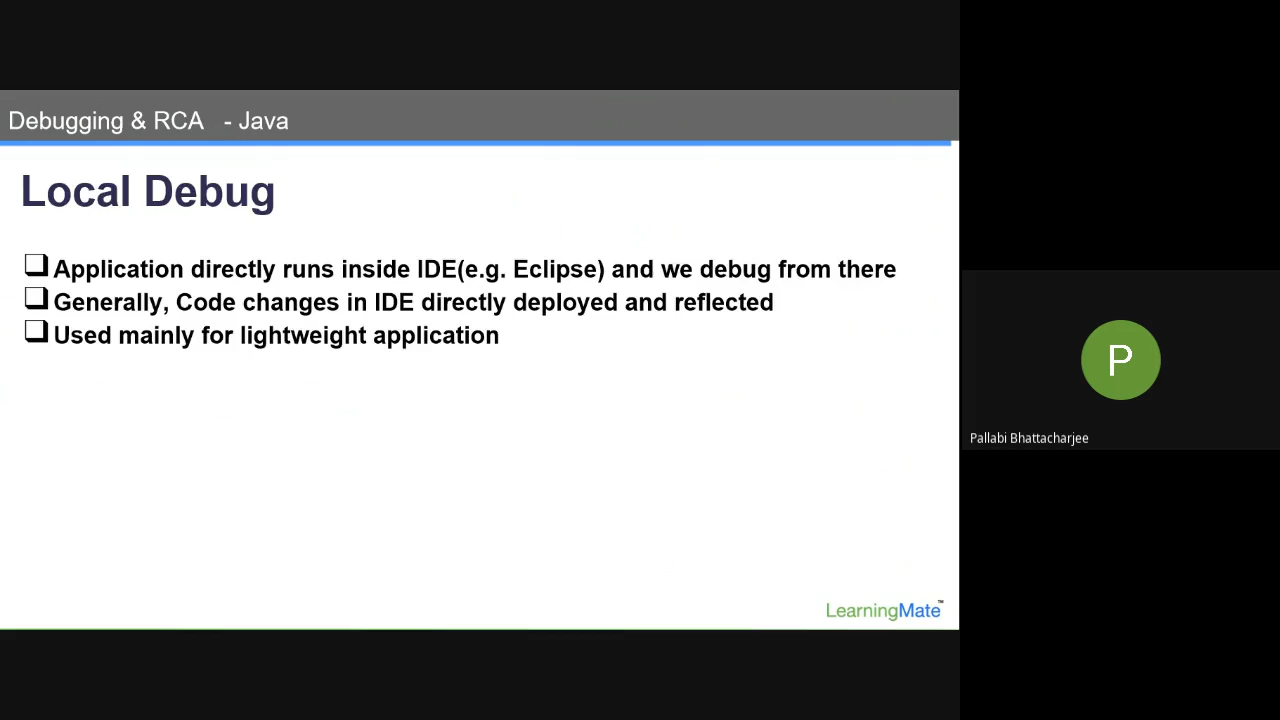 Debugging & RCA - Java
Local Debug
❑ Application directly runs inside IDE(e.g. Eclipse) and we debug from there
❑ Generally, Code changes in IDE directly deployed and reflected
❑ Used mainly for lightweight application
LearningMate™
P
Pallabi Bhattacharjee